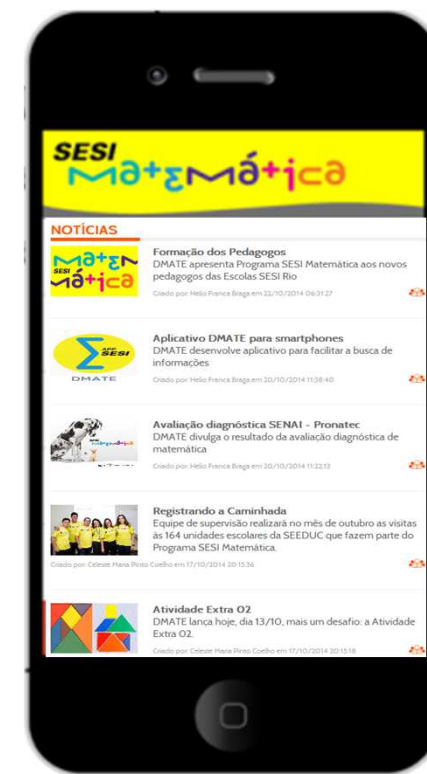 SESI
matemática
NOTÍCIAS
Formação dos Pedagogos
DMATE apresenta Programa SESI Matemática aos novos
pedagogos das Escolas SESI Rio
Criado por: Helio Franca Braga em 22/10/2014 06:31:27
Aplicativo DMATE para smartphones
DMATE desenvolve aplicativo para facilitar a busca de
informações
Criado por: Helio Franca Braga em 20/10/2014 11:58:40
APP
SESI
DMATE
Avaliação diagnóstica SENAI - Pronatec
DMATE divulga o resultado da avaliação diagnóstica de
matemática
Criado por: Helio Franca Braga em 20/10/2014 11:22:13
Registrando a Caminhada
Equipe de supervisão realizará no mês de outubro as visitas
às 164 unidades escolares da SEEDUC que fazem parte do
Programa SESI Matemática.
Criado por: Celeste Maria Pinto Coelho em 17/10/2014 20:15:36
Atividade Extra 02
DMATE lança hoje, dia 13/10, mais um desafio: a Atividade
Extra 02.
Criado por: Celeste Maria Pinto Coelho em 17/10/2014 20:15:18